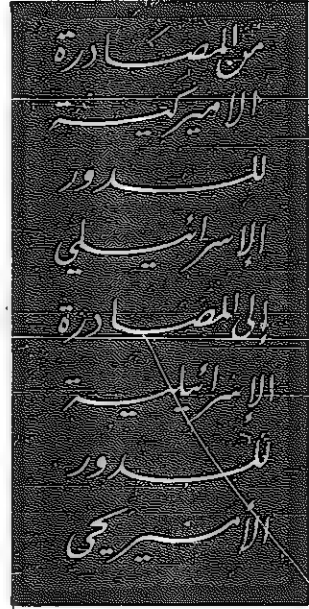 من المصادرة
الاميركية
للدور
الإسرائيلي
إلى المصادرة
الإسرائيلية
للدور
الأميركي